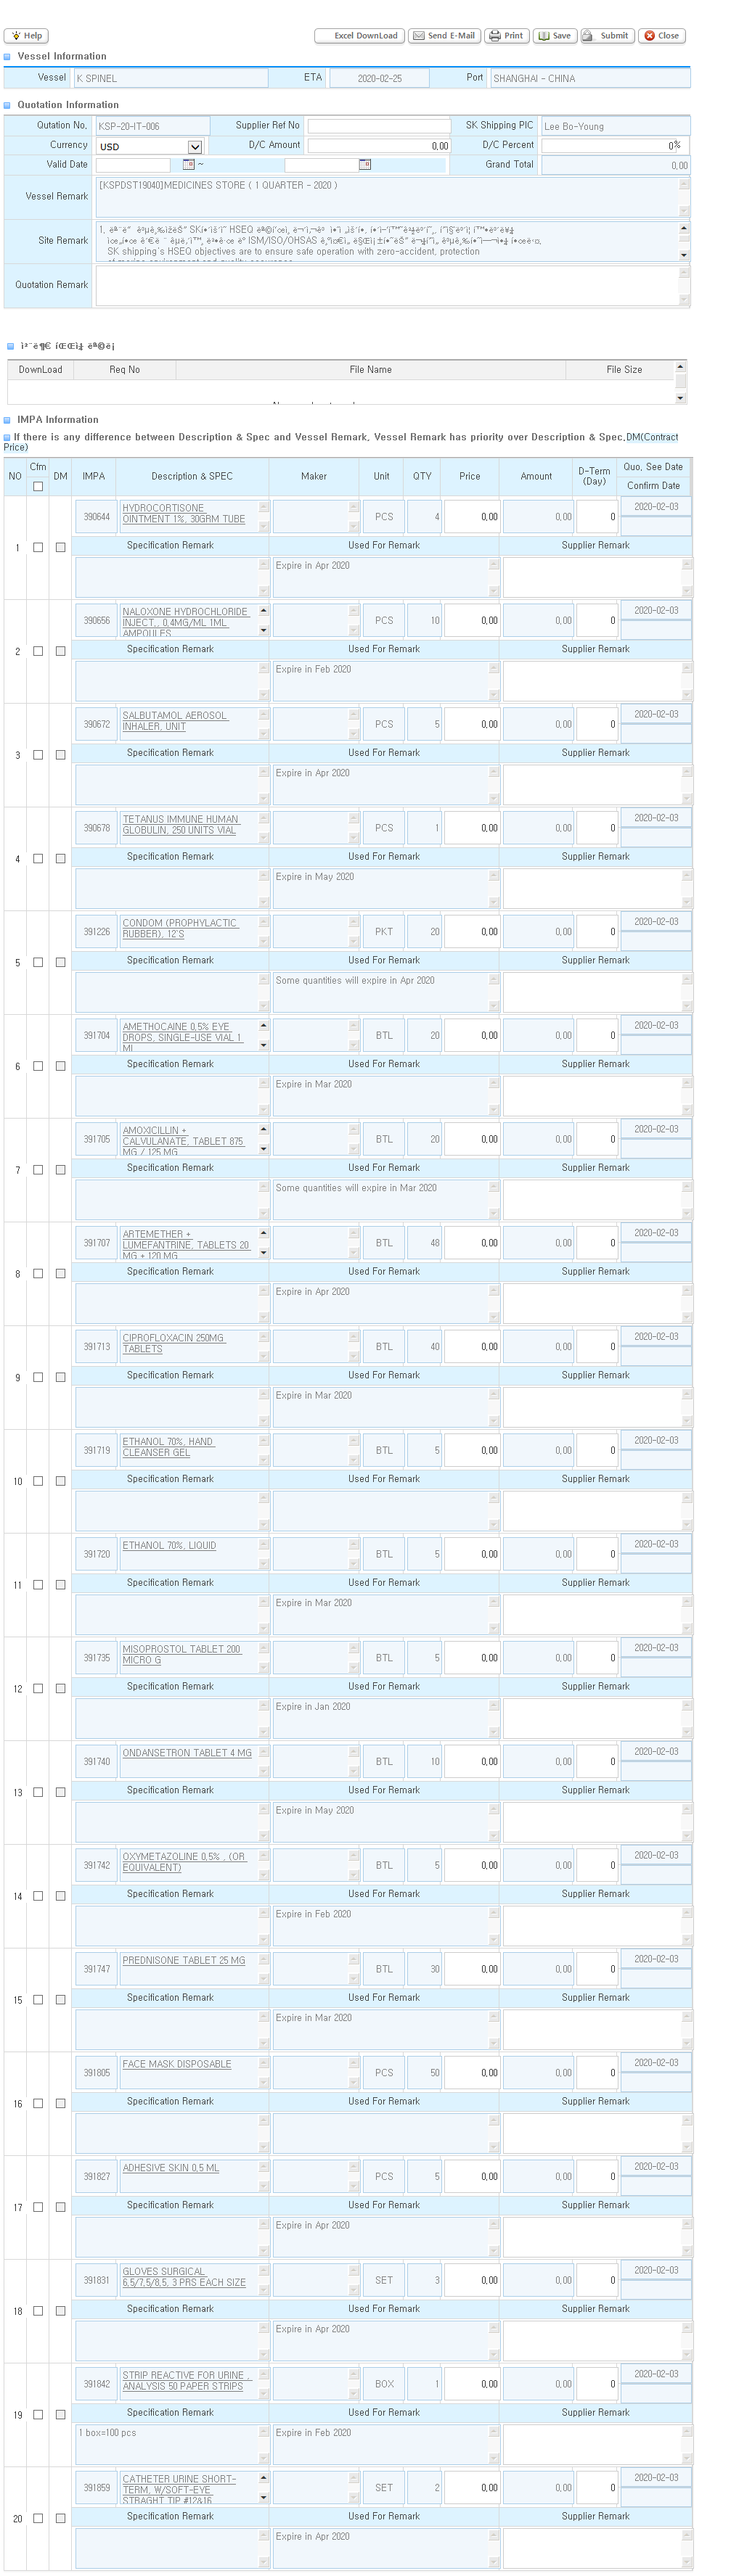 Help Excel DownLoad Send E-Mail Print Save Submit Close
Vessel Information
Vessel K SPINEL ETA 2020-02-25 Port SHANGHAI - CHINA
Quotation Information
Qutation No. KSP-20-IT-006 Supplier Ref No SK Shipping PIC Lee Bo-Young
Currency USD D/C Amount 0.00 D/C Percent 0%
Valid Date ~ Grand Total 0.00
Vessel Remark [KSPDST19040]MEDICINES STORE ( 1 QUARTER - 2020 )
Site Remark
SK shipping's HSEQ objectives are to ensure safe operation with zero-accident, protection
Quotation Remark
DownLoad Req No File Name File Size
IMPA Information
If there is any difference between Description & Spec and Vessel Remark, Vessel Remark has priority over Description & Spec.DM(Contract
Price)
NO Cfm DM IMPA Description & SPEC Maker Unit QTY Price Amount D-Term (Day) Quo. See Date
Confirm Date
1 390644 HYDROCORTISONE PCS 4 0.00 0.00 0 2020-02-03
OINTMENT 1%, 30GRM TUBE
Specification Remark Used For Remark Supplier Remark
Expire in Apr 2020
2 390656 NALOXONE HYDROCHLORIDE PCS 10 0.00 0.00 0 2020-02-03
INJECT., 0.4MG/ML 1ML
AMPOULES
Specification Remark Used For Remark Supplier Remark
Expire in Feb 2020
3 390672 SALBUTAMOL AEROSOL PCS 5 0.00 0.00 0 2020-02-03
INHALER, UNIT
Specification Remark Used For Remark Supplier Remark
Expire in Apr 2020
4 390678 TETANUS IMMUNE HUMAN PCS 1 0.00 0.00 0 2020-02-03
GLOBULIN, 250 UNITS VIAL
Specification Remark Used For Remark Supplier Remark
Expire in May 2020
5 391226 CONDOM (PROPHYLACTIC PKT 20 0.00 0.00 0 2020-02-03
RUBBER), 12'S
Specification Remark Used For Remark Supplier Remark
Some quantities will expire in Apr 2020
6 391704 AMETHOCAINE 0.5% EYE BTL 20 0.00 0.00 0 2020-02-03
DROPS, SINGLE-USE VIAL 1
ML
Specification Remark Used For Remark Supplier Remark
Expire in Mar 2020
7 391705 AMOXICILLIN + BTL 20 0.00 0.00 0 2020-02-03
CALVULANATE, TABLET 875
MG / 125 MG
Specification Remark Used For Remark Supplier Remark
Some quantities will expire in Mar 2020
8 391707 ARTEMETHER + BTL 48 0.00 0.00 0 2020-02-03
LUMEFANTRINE, TABLETS 20
MG + 120 MG
Specification Remark Used For Remark Supplier Remark
Expire in Apr 2020
9 391713 CIPROFLOXACIN 250MG BTL 40 0.00 0.00 0 2020-02-03
TABLETS
Specification Remark Used For Remark Supplier Remark
Expire in Mar 2020
10 391719 ETHANOL 70%, HAND BTL 5 0.00 0.00 0 2020-02-03
CLEANSER GEL
Specification Remark Used For Remark Supplier Remark
11 391720 ETHANOL 70%, LIQUID BTL 5 0.00 0.00 0 2020-02-03
Specification Remark Used For Remark Supplier Remark
Expire in Mar 2020
12 391735 MISOPROSTOL TABLET 200 BTL 5 0.00 0.00 0 2020-02-03
MICRO G
Specification Remark Used For Remark Supplier Remark
Expire in Jan 2020
13 391740 ONDANSETRON TABLET 4 MG BTL 10 0.00 0.00 0 2020-02-03
Specification Remark Used For Remark Supplier Remark
Expire in May 2020
14 391742 OXYMETAZOLINE 0.5% , (OR BTL 5 0.00 0.00 0 2020-02-03
EQUIVALENT)
Specification Remark Used For Remark Supplier Remark
Expire in Feb 2020
15 391747 PREDNISONE TABLET 25 MG BTL 30 0.00 0.00 0 2020-02-03
Specification Remark Used For Remark Supplier Remark
Expire in Mar 2020
16 391805 FACE MASK DISPOSABLE PCS 50 0.00 0.00 0 2020-02-03
Specification Remark Used For Remark Supplier Remark
17 391827 ADHESIVE SKIN 0.5 ML PCS 5 0.00 0.00 0 2020-02-03
Specification Remark Used For Remark Supplier Remark
Expire in Apr 2020
18 391831 GLOVES SURGICAL SET 3 0.00 0.00 0 2020-02-03
6.5/7.5/8.5, 3 PRS EACH SIZE
Specification Remark Used For Remark Supplier Remark
Expire in Apr 2020
19 391842 STRIP REACTIVE FOR URINE , BOX 1 0.00 0.00 0 2020-02-03
ANALYSIS 50 PAPER STRIPS
Specification Remark Used For Remark Supplier Remark
1 box=100 pcs Expire in Feb 2020
20 391859 CATHETER URINE SHORT- SET 2 0.00 0.00 0 2020-02-03
TERM, W/SOFT-EYE
STRAGHT TIP #12&16
Specification Remark Used For Remark Supplier Remark
Expire in Apr 2020